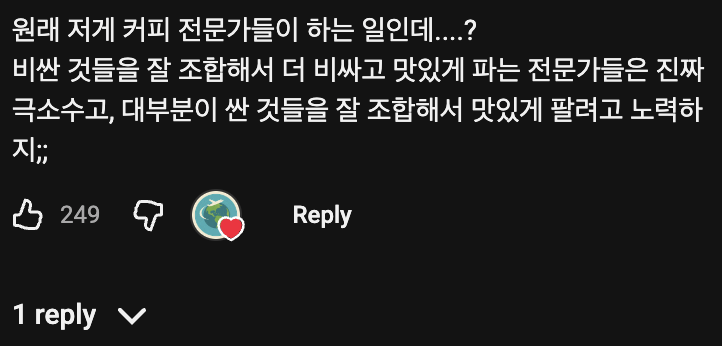 원래 저게 커피 전문가들이 하는 일인데....?
비싼 것들을 잘 조합해서 더 비싸고 맛있게 파는 전문가들은 진짜
극소수고, 대부분이 싼 것들을 잘 조합해서 맛있게 팔려고 노력하
지;;
249 Reply
1 reply